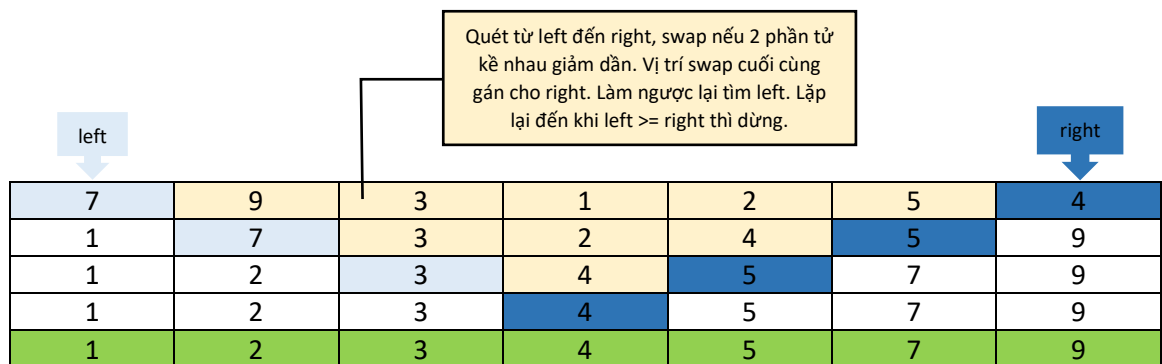 Quét từ left đến right, swap nếu 2 phần tử
kề nhau giảm dần. Vị trí swap cuối cùng
gán cho right. Làm ngược lại tìm left. Lặp
lại đến khi left >= right thì dừng.
left
right
7 9 3 1 2 5 4
1 7 3 2 4 5 9
1 2 3 4 5 7 9
1 2 3 4 5 7 9
1 2 3 4 5 7 9